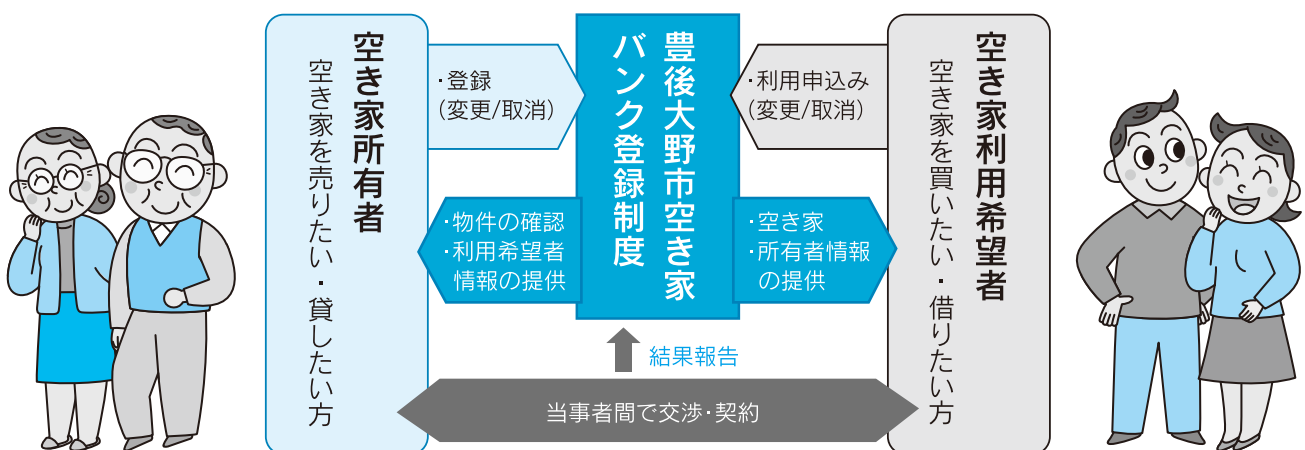 空き家所有者
空き家を売りたい・貸したい方
・登録
(変更/取消)
・物件の確認
・利用希望者
情報の提供
豊後大野市空き家
バンク登録制度
・利用申込み
(変更/取消)
・空き家
・所有者情報
の提供
空き家利用希望者
空き家を買いたい・借りたい方
結果報告
当事者間で交渉・契約